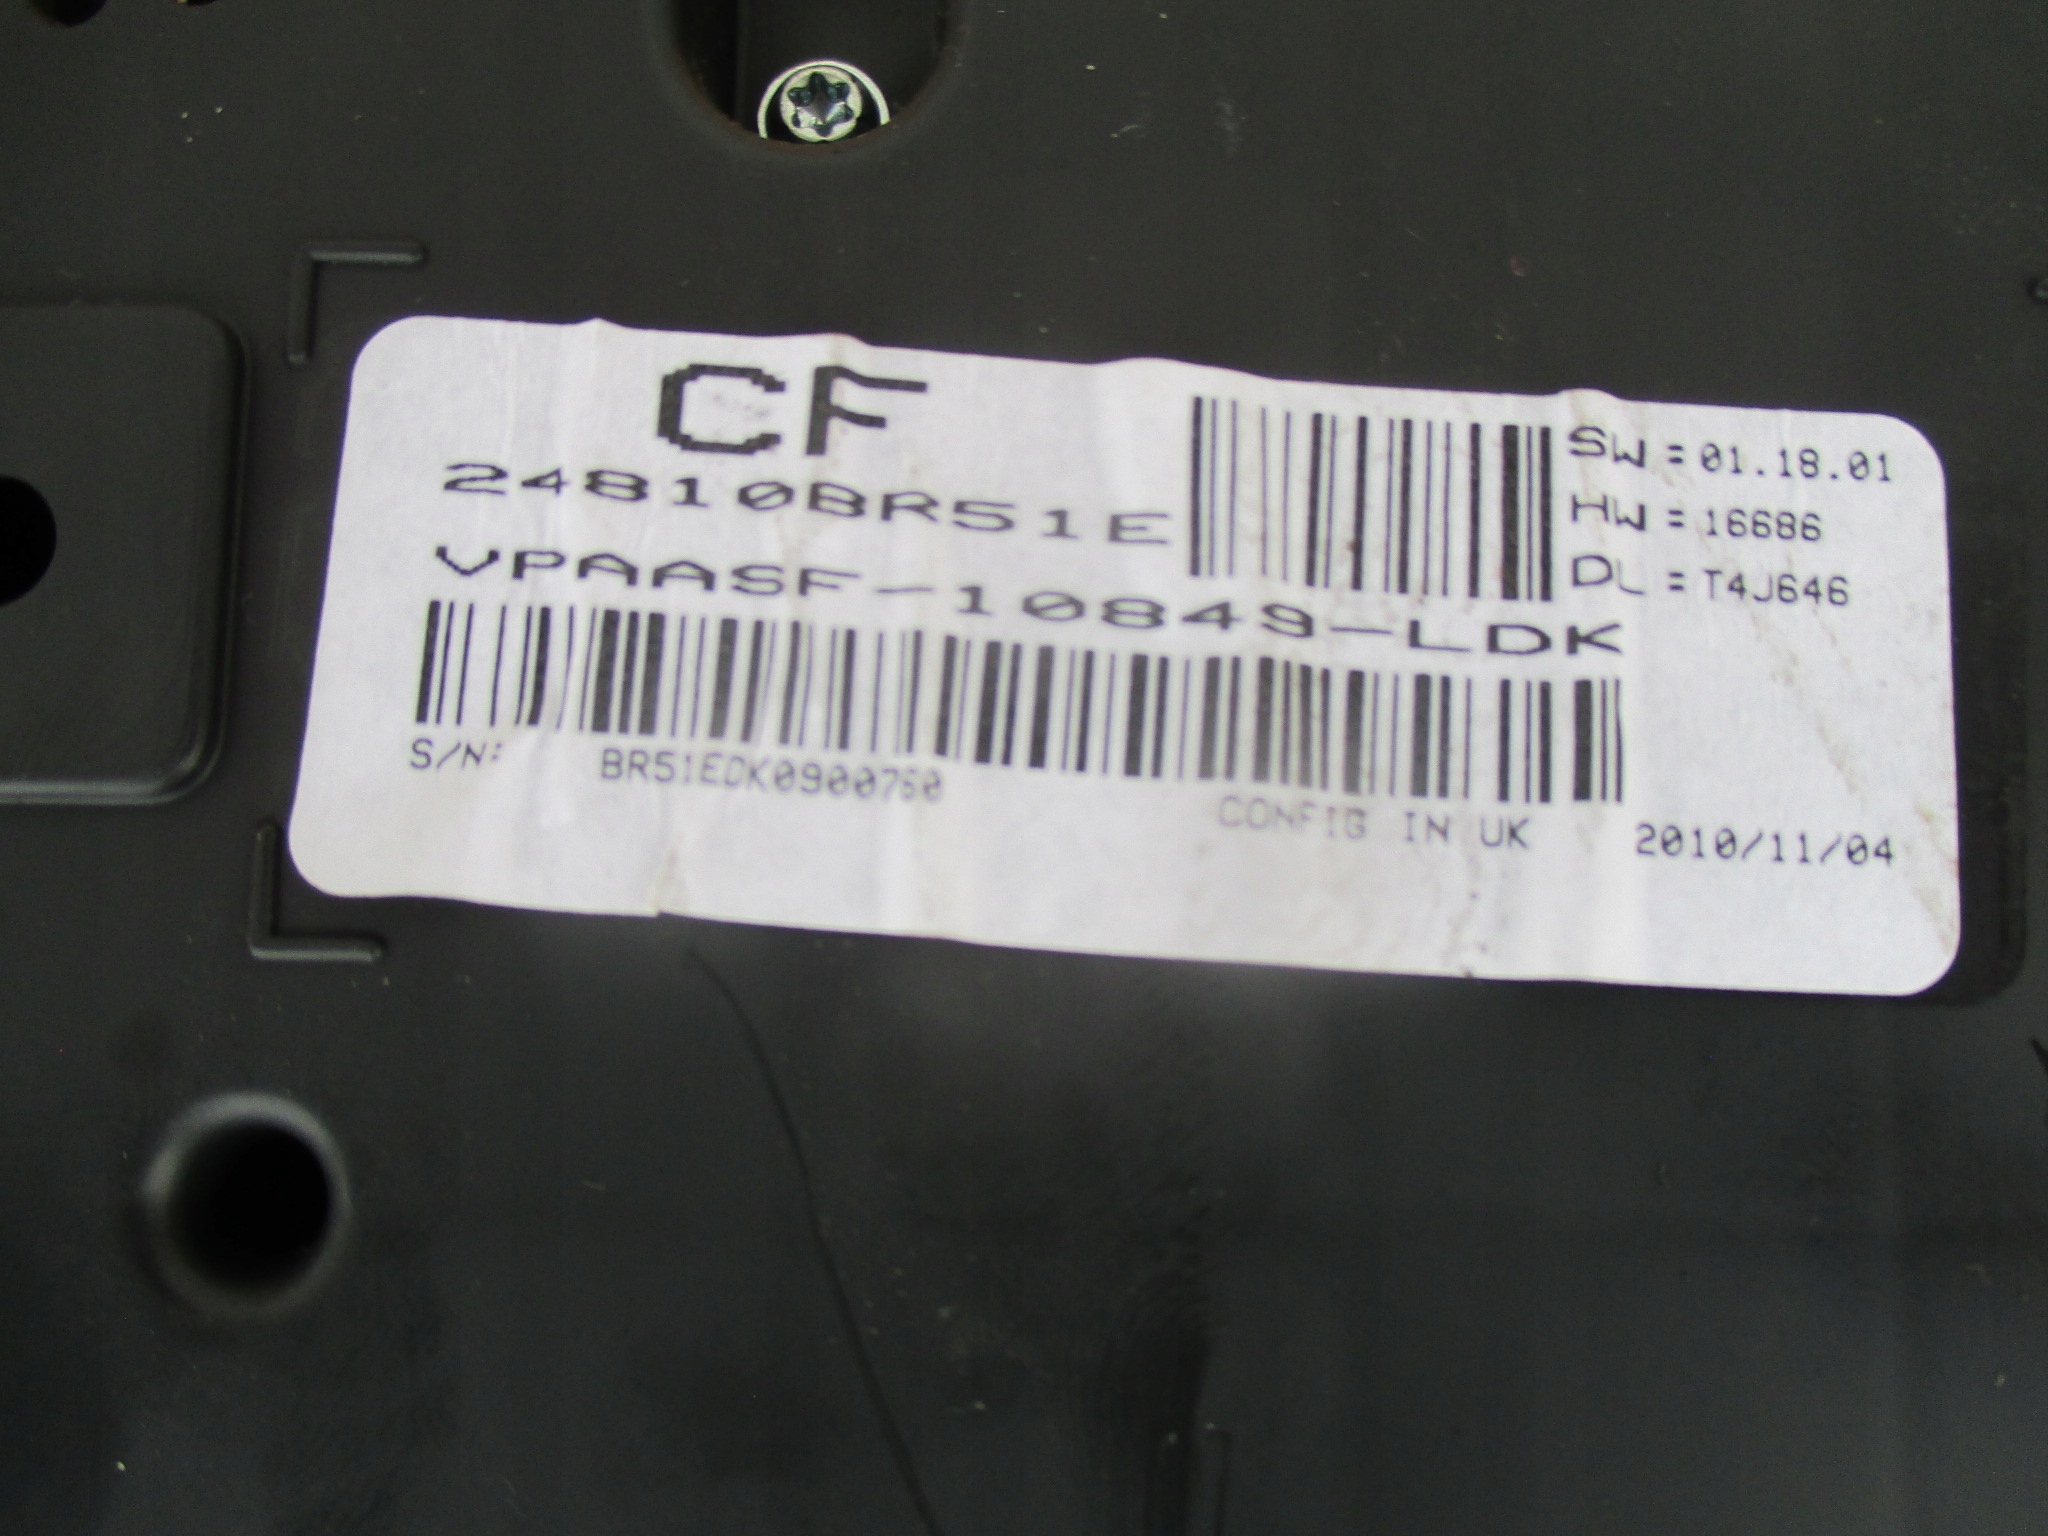 CF
24810BR51E
VPAASF-10849-LDK
SW = 01.18.01
HW = 16686
DL = T4J646
S/N: BR51EDK0900760
CONFIG IN UK 2010/11/04